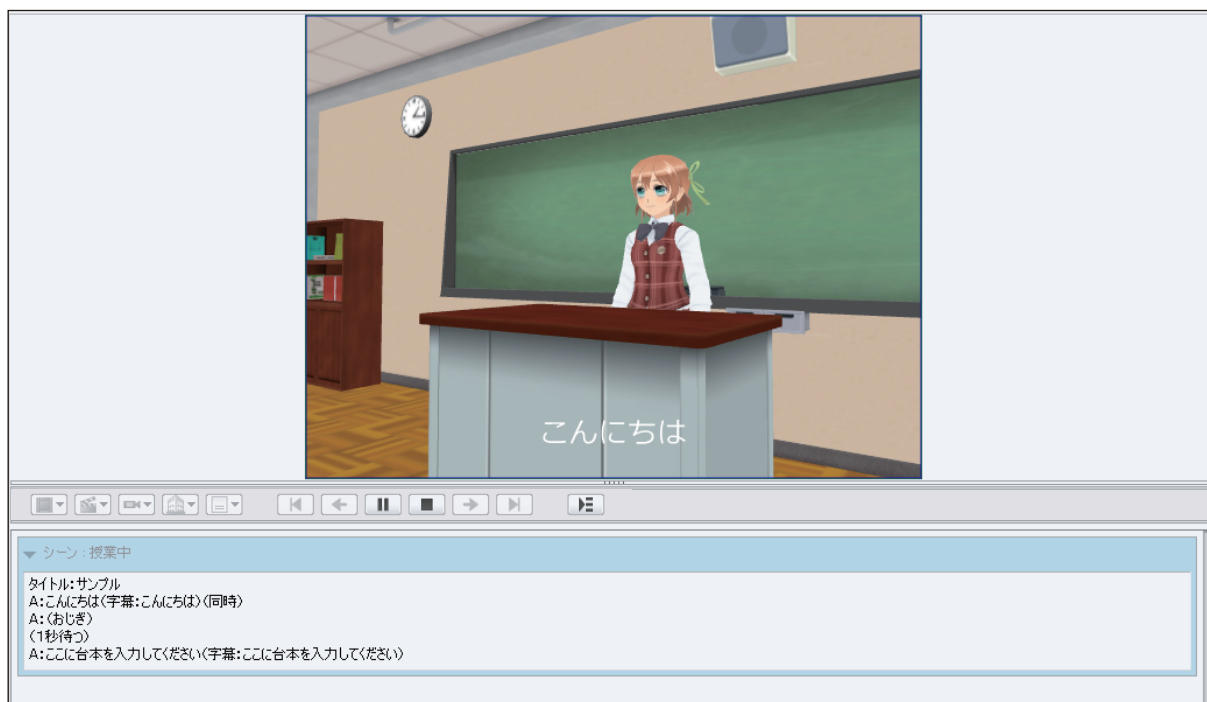 こんにちは
シーン:授業中
タイトル:サンプル
A:こんにちは(字幕:こんにちは)(同時)
A:(おじぎ)
(1秒待つ)
A:ここに台本を入力してください(字幕:ここに台本を入力してください)